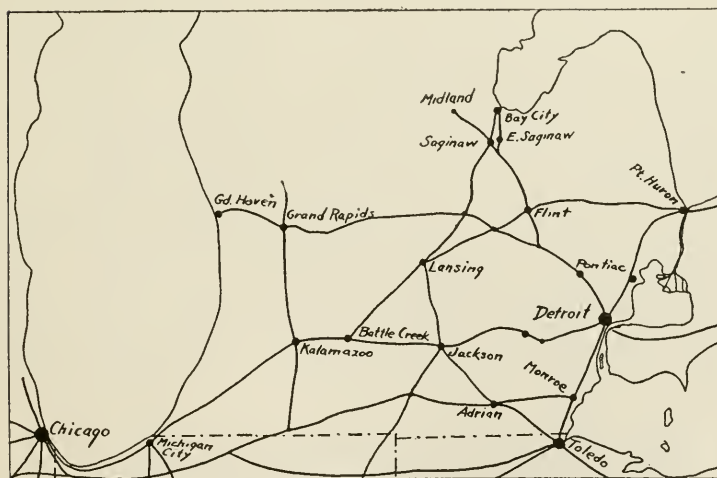 Midland
Bay City
Saginaw
E. Saginaw
Pt. Huron
Gd. Haven
Grand Rapids
Flint
Lansing
Pontiac
Detroit
Battle Creek
Kalamazoo
Jackson
Monroe
Adrian
Chicago
Michigan
City
Toledo